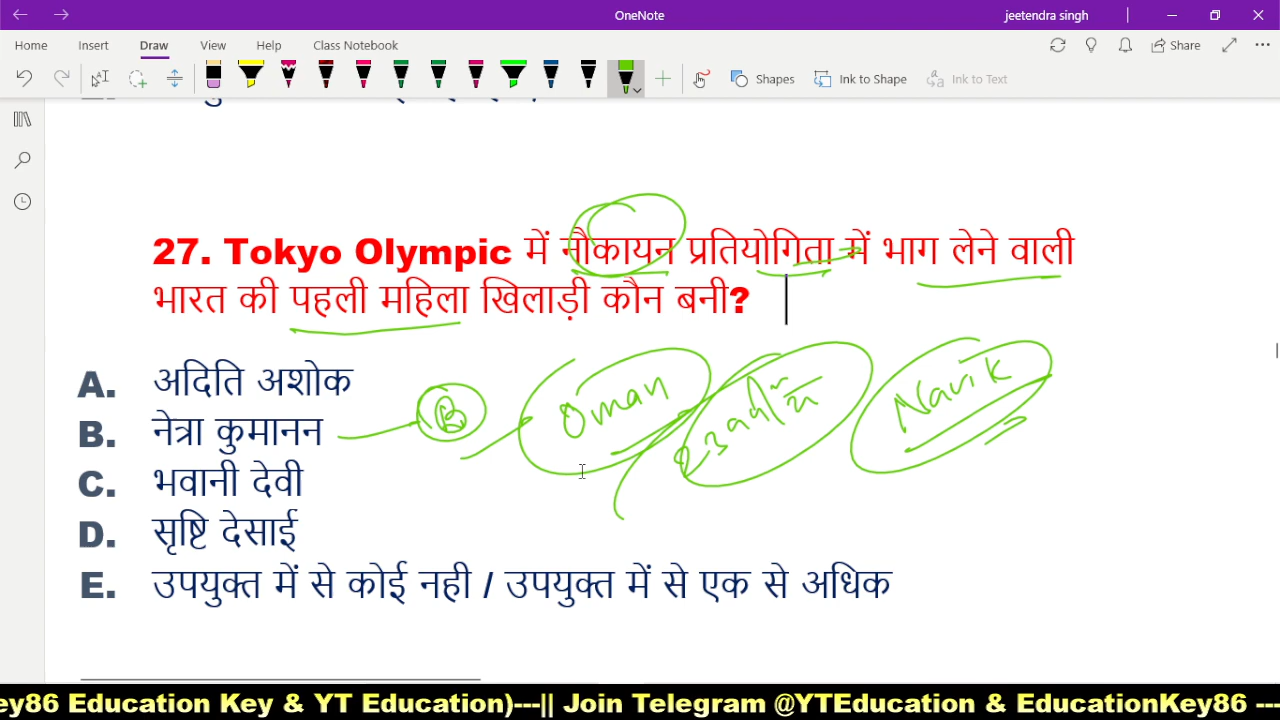 OneNote
jeetendra singh
Home Insert Draw View Help Class Notebook Share
Shapes Ink to Shape Ink to Text
27. Tokyo Olympic में नौकायन प्रतियोगिता में भाग लेने वाली
भारत की पहली महिला खिलाड़ी कौन बनी?
A. अदिति अशोक
B. नेत्रा कुमानन
C. भवानी देवी
D. सृष्टि देसाई
E. उपयुक्त में से कोई नही / उपयुक्त में से एक से अधिक
B
Oman
Navik
ey86 Education Key & YT Education)---|| Join Telegram @YTEducation & EducationKey86 ---